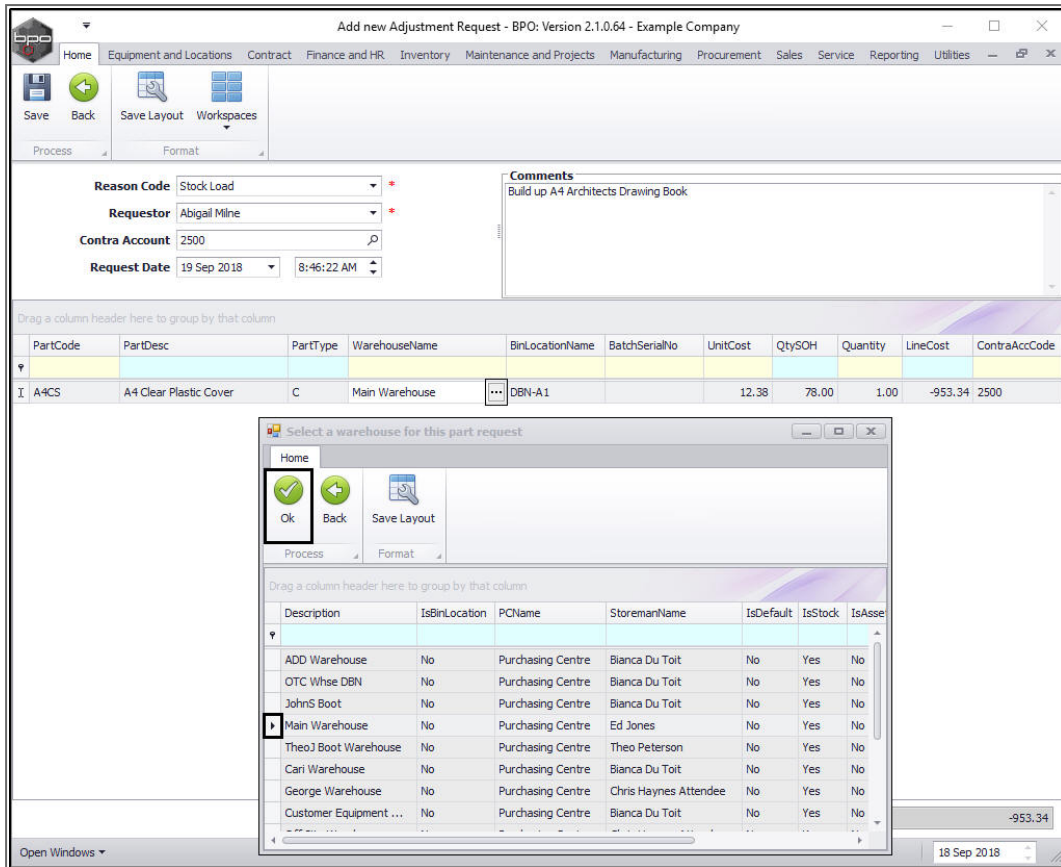 Add new Adjustment Request - BPO: Version 2.1.0.64 - Example Company
bpo
Home Equipment and Locations Contract Finance and HR Inventory Maintenance and Projects Manufacturing Procurement Sales Service Reporting Utilities
Save Back Save Layout Workspaces
Process Format
Reason Code Stock Load *
Requestor Abigail Milne *
Contra Account 2500
Request Date 19 Sep 2018 8:46:22 AM
Comments
Build up A4 Architects Drawing Book
Drag a column header here to group by that column
PartCode PartDesc PartType WarehouseName BinLocationName BatchSerialNo UnitCost QtySOH Quantity LineCost ContraAccCode
A4CS A4 Clear Plastic Cover C Main Warehouse ... DBN-A1 12.38 78.00 1.00 -953.34 2500
Select a warehouse for this part request
Home
Ok Back Save Layout
Process Format
Drag a column header here to group by that column
Description IsBinLocation PCName StoremanName IsDefault IsStock IsAsse
ADD Warehouse No Purchasing Centre Bianca Du Toit No Yes No
OTC Whse DBN No Purchasing Centre Bianca Du Toit No Yes No
JohnS Boot No Purchasing Centre Bianca Du Toit No Yes No
Main Warehouse No Purchasing Centre Ed Jones No Yes No
TheoJ Boot Warehouse No Purchasing Centre Theo Peterson No Yes No
Cari Warehouse No Purchasing Centre Bianca Du Toit No Yes No
George Warehouse No Purchasing Centre Chris Haynes Attendee No Yes No
Customer Equipment ... No Purchasing Centre Bianca Du Toit No Yes No
-953.34
Open Windows 18 Sep 2018